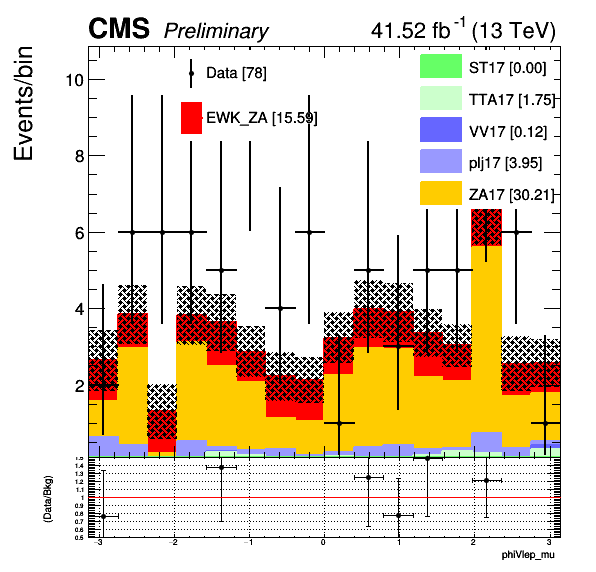 CMS Preliminary 41.52 fb⁻¹ (13 TeV)
Events/bin
10
8
6
4
2
Data [78]
EWK_ZA [15.59]
ST17 [0.00]
TTA17 [1.75]
VV17 [0.12]
plj17 [3.95]
ZA17 [30.21]
(Data/Bkg)
1.5
1.4
1.3
1.2
1.1
1
0.9
0.8
0.7
0.6
0.5
−3 −2 −1 0 1 2 3
phiVlep_mu